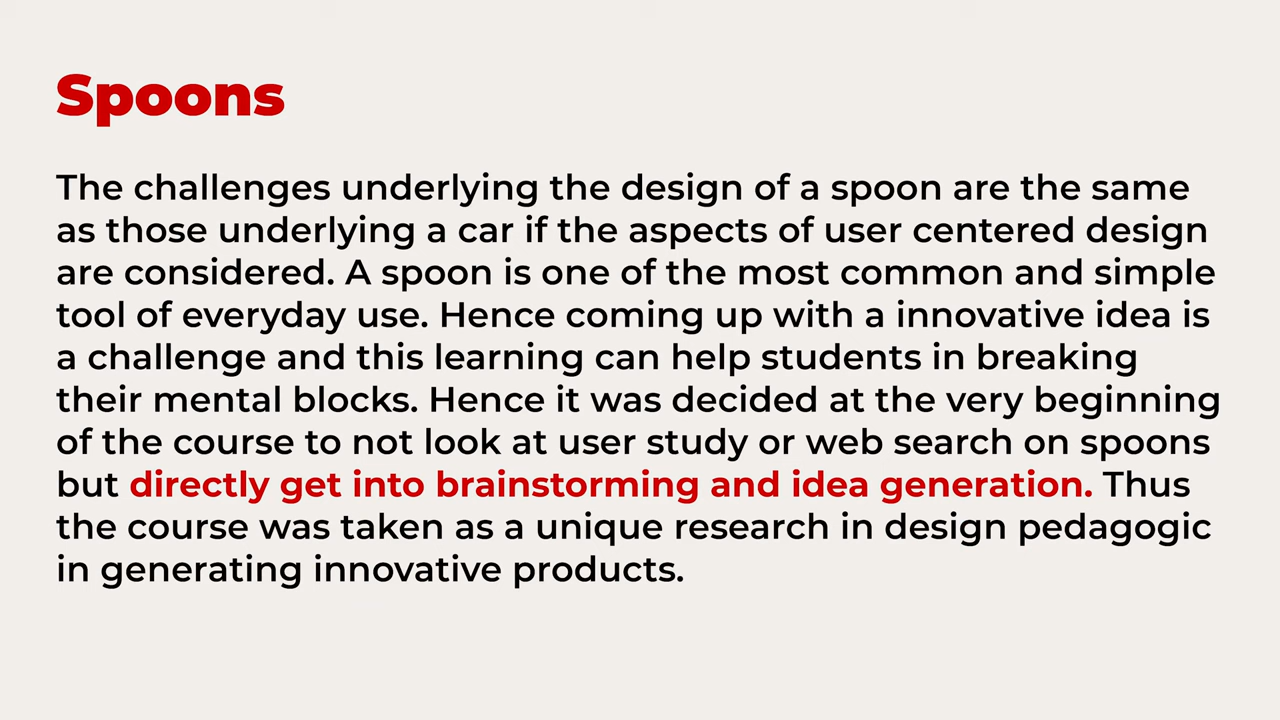 Spoons
The challenges underlying the design of a spoon are the same
as those underlying a car if the aspects of user centered design
are considered. A spoon is one of the most common and simple
tool of everyday use. Hence coming up with a innovative idea is
a challenge and this learning can help students in breaking
their mental blocks. Hence it was decided at the very beginning
of the course to not look at user study or web search on spoons
but directly get into brainstorming and idea generation. Thus
the course was taken as a unique research in design pedagogic
in generating innovative products.